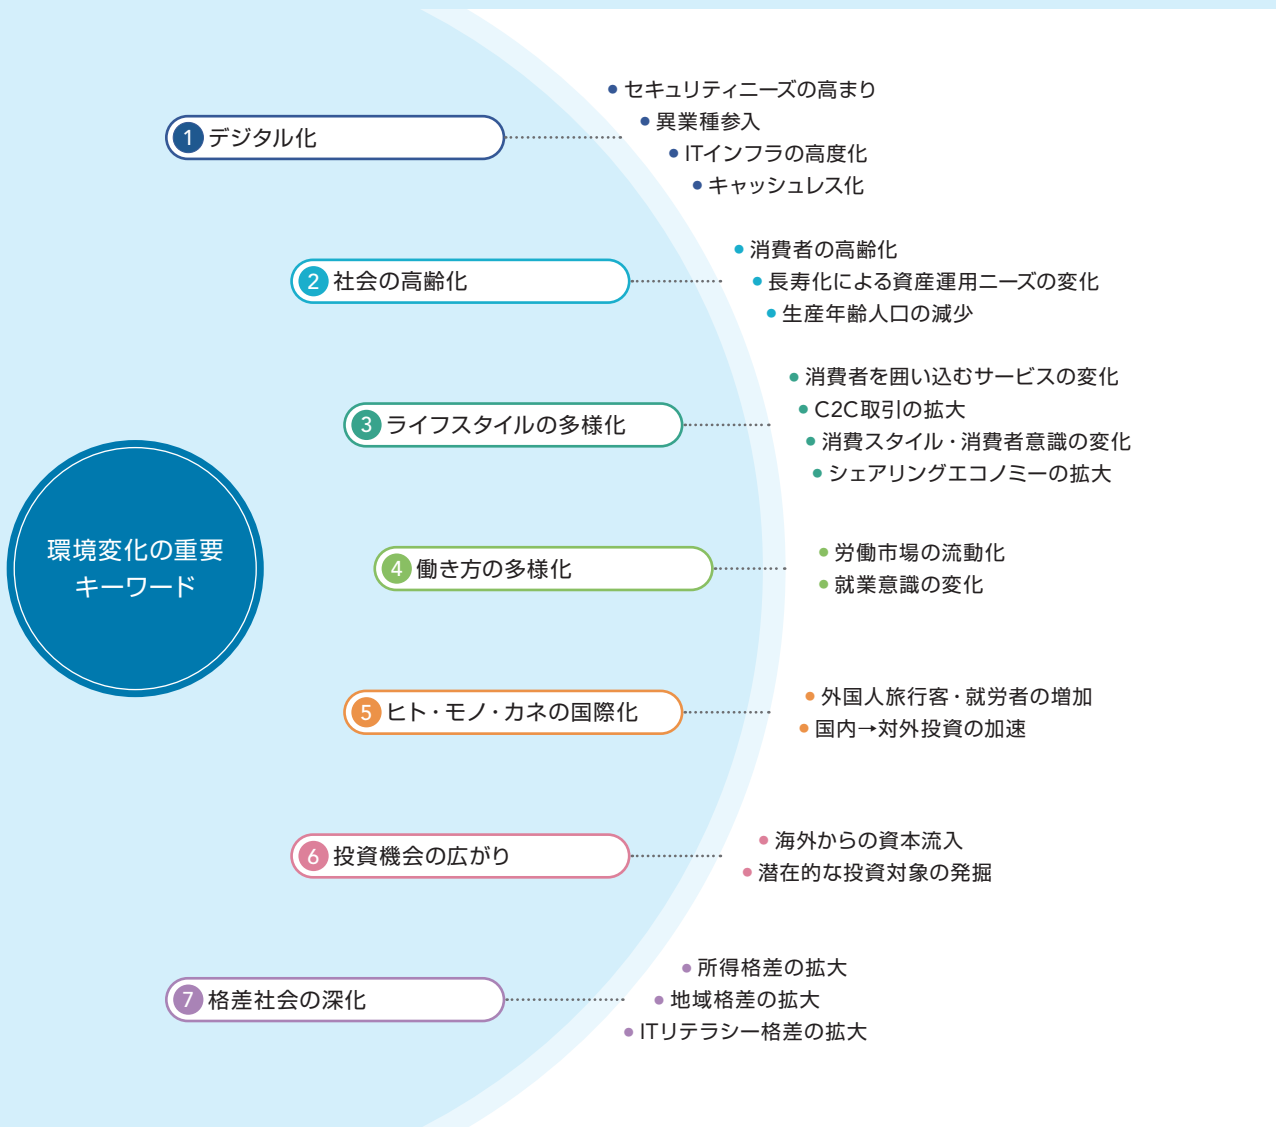 環境変化の重要
キーワード
1 デジタル化
• セキュリティニーズの高まり
• 異業種参入
• ITインフラの高度化
• キャッシュレス化
2 社会の高齢化
• 消費者の高齢化
• 長寿化による資産運用ニーズの変化
• 生産年齢人口の減少
3 ライフスタイルの多様化
• 消費者を囲い込むサービスの変化
• C2C取引の拡大
• 消費スタイル・消費者意識の変化
• シェアリングエコノミーの拡大
4 働き方の多様化
• 労働市場の流動化
• 就業意識の変化
5 ヒト・モノ・カネの国際化
• 外国人旅行客・就労者の増加
• 国内→対外投資の加速
6 投資機会の広がり
• 海外からの資本流入
• 潜在的な投資対象の発掘
7 格差社会の深化
• 所得格差の拡大
• 地域格差の拡大
• ITリテラシー格差の拡大